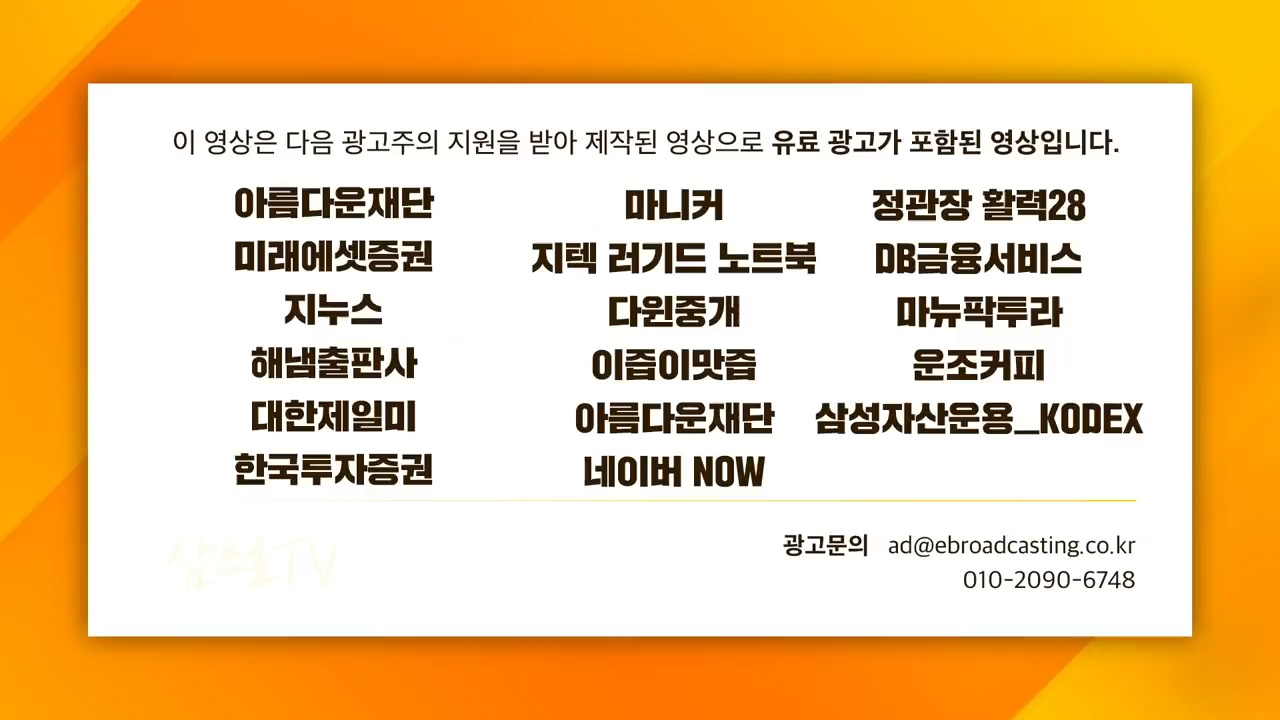 이 영상은 다음 광고주의 지원을 받아 제작된 영상으로 유료 광고가 포함된 영상입니다.
아름다운재단 마니커 정관장 활력28
미래에셋증권 지텍 러기드 노트북 DB금융서비스
지누스 다윈중개 마뉴팍투라
해냄출판사 이즙이맛즙 운조커피
대한제일미 아름다운재단 삼성자산운용_KODEX
한국투자증권 네이버 NOW
삼프로TV
광고문의 ad@ebroadcasting.co.kr
010-2090-6748